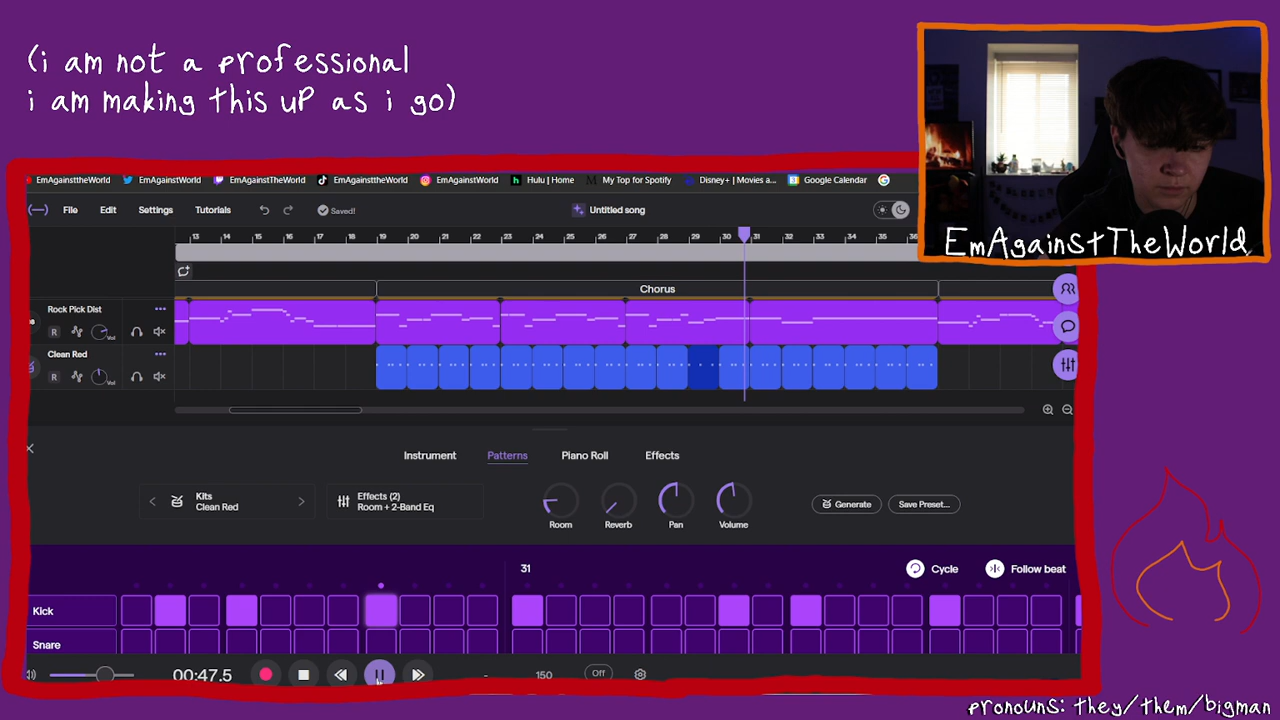 (i am not a professional
i am making this up as i go)
EmAgainstTheWorld
EmAgainsttheWorld EmAgainstWorld EmAgainstTheWorld EmAgainsttheWorld EmAgainstWorld Hulu | Home My Top for Spotify Disney+ | Movies a... Google Calendar
File Edit Settings Tutorials Saved! Untitled song
13 14 15 16 17 18 19 20 21 22 23 24 25 26 27 28 29 30 31 32 33 34 35 36
Chorus
Rock Pick Dist
R Vol
Clean Red
R Vol
Instrument Patterns Piano Roll Effects
Kits
Clean Red
Effects (2)
Room + 2-Band Eq
Room Reverb Pan Volume
Generate Save Preset...
31 Cycle Follow beat
Kick
Snare
00:47.5 - 150 Off
pronouns: they/them/bigman